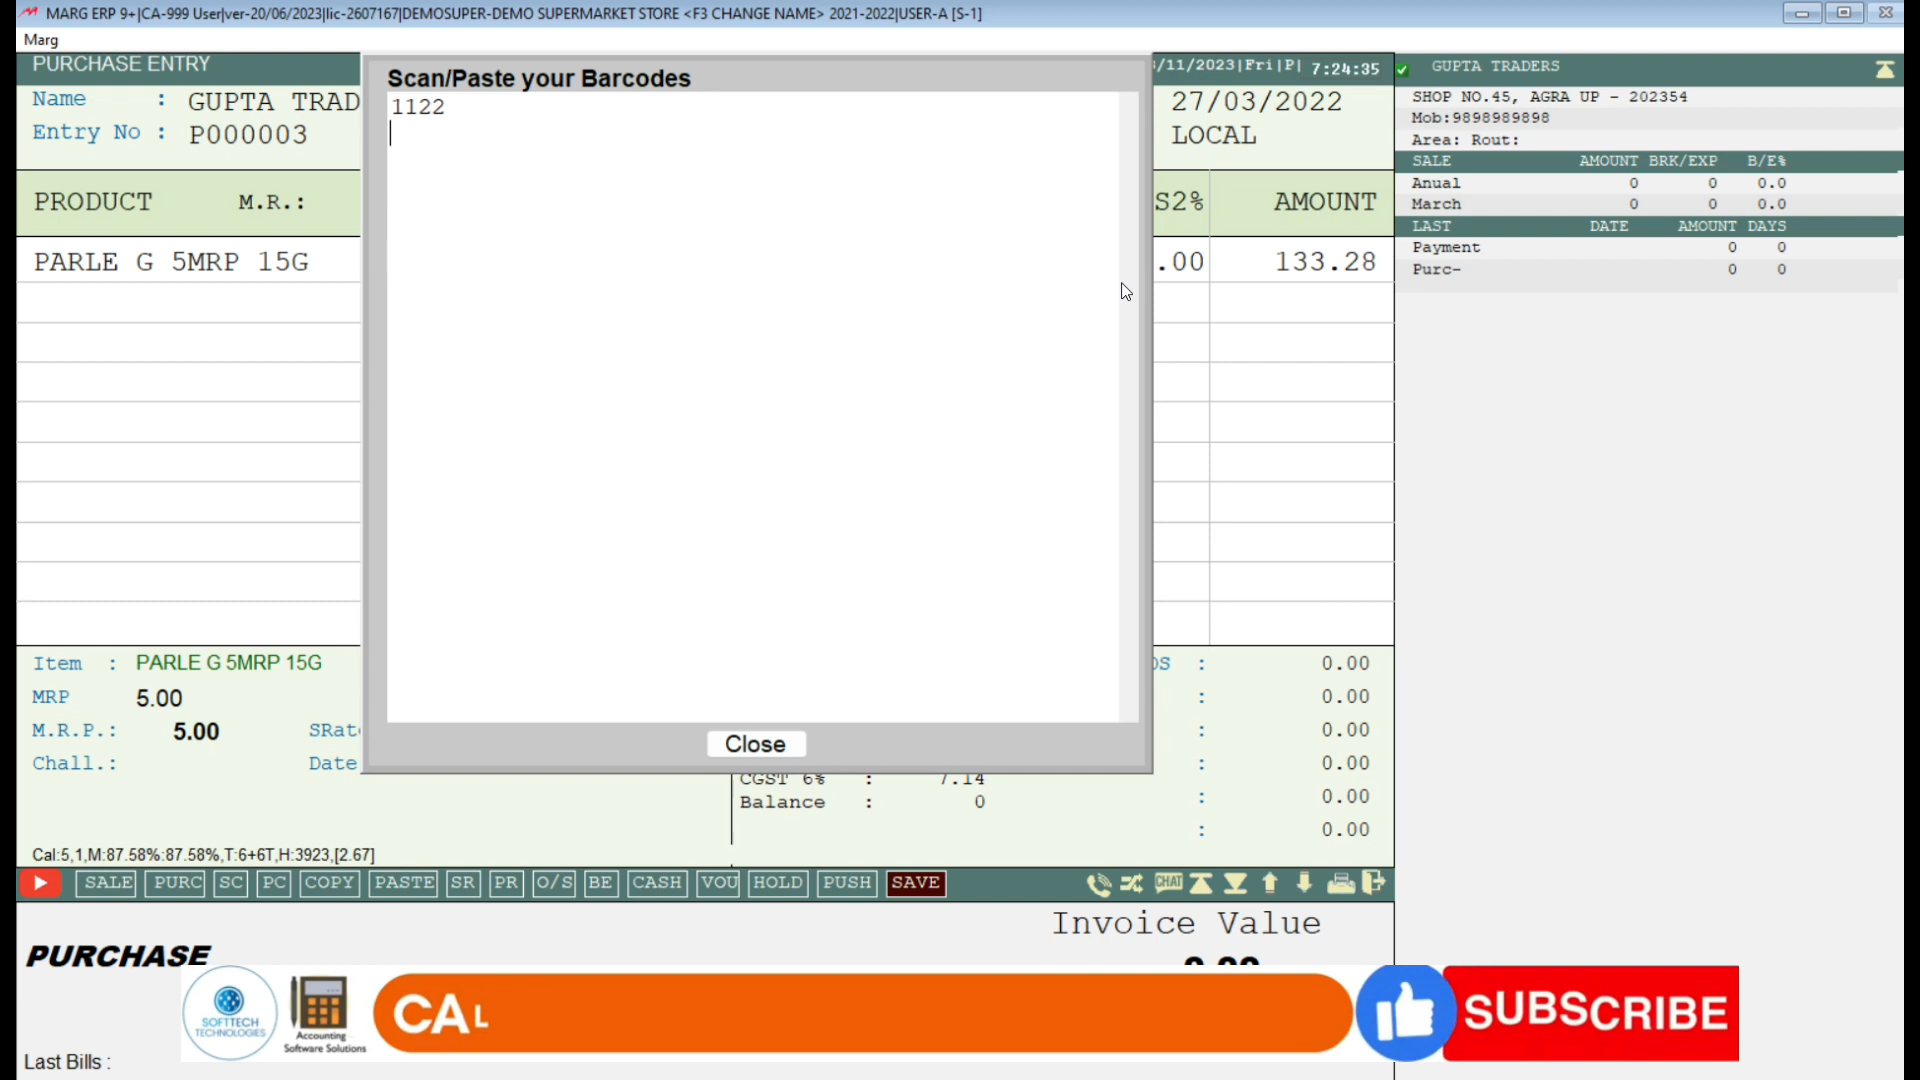 MARG ERP 9+|CA-999 User|ver-20/06/2023|lic-2607167|DEMOSUPER-DEMO SUPERMARKET STORE <F3 CHANGE NAME> 2021-2022|USER-A [S-1]
Marg
PURCHASE ENTRY
/11/2023|Fri|P| 7:24:35
Name : GUPTA TRAD
27/03/2022
Entry No : P000003
LOCAL
PRODUCT M.R.: S2% AMOUNT
PARLE G 5MRP 15G .00 133.28
Scan/Paste your Barcodes
1122
Close
GUPTA TRADERS
SHOP NO.45, AGRA UP - 202354
Mob:9898989898
Area: Rout:
SALE AMOUNT BRK/EXP B/E%
Anual 0 0 0.0
March 0 0 0.0
LAST DATE AMOUNT DAYS
Payment 0 0
Purc- 0 0
Item : PARLE G 5MRP 15G
MRP 5.00
M.R.P.: 5.00 SRat
Chall.: Date
CGST 6% : 7.14
Balance : 0
: 0.00
: 0.00
: 0.00
: 0.00
: 0.00
: 0.00
Cal:5,1,M:87.58%:87.58%,T:6+6T,H:3923,[2.67]
SALE PURC SC PC COPY PASTE SR PR O/S BE CASH VOU HOLD PUSH SAVE
CHAT
Invoice Value
PURCHASE
SOFTTECH
TECHNOLOGIES
Accounting
Software Solutions
CAL
SUBSCRIBE
Last Bills :